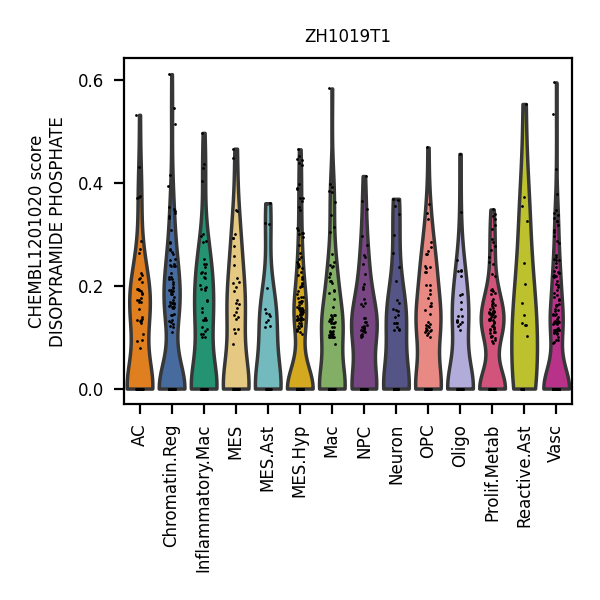 ZH1019T1
CHEMBL1201020 score
DISOPYRAMIDE PHOSPHATE
0.6
0.4
0.2
0.0
AC
Chromatin.Reg
Inflammatory.Mac
MES
MES.Ast
MES.Hyp
Mac
NPC
Neuron
OPC
Oligo
Prolif.Metab
Reactive.Ast
Vasc